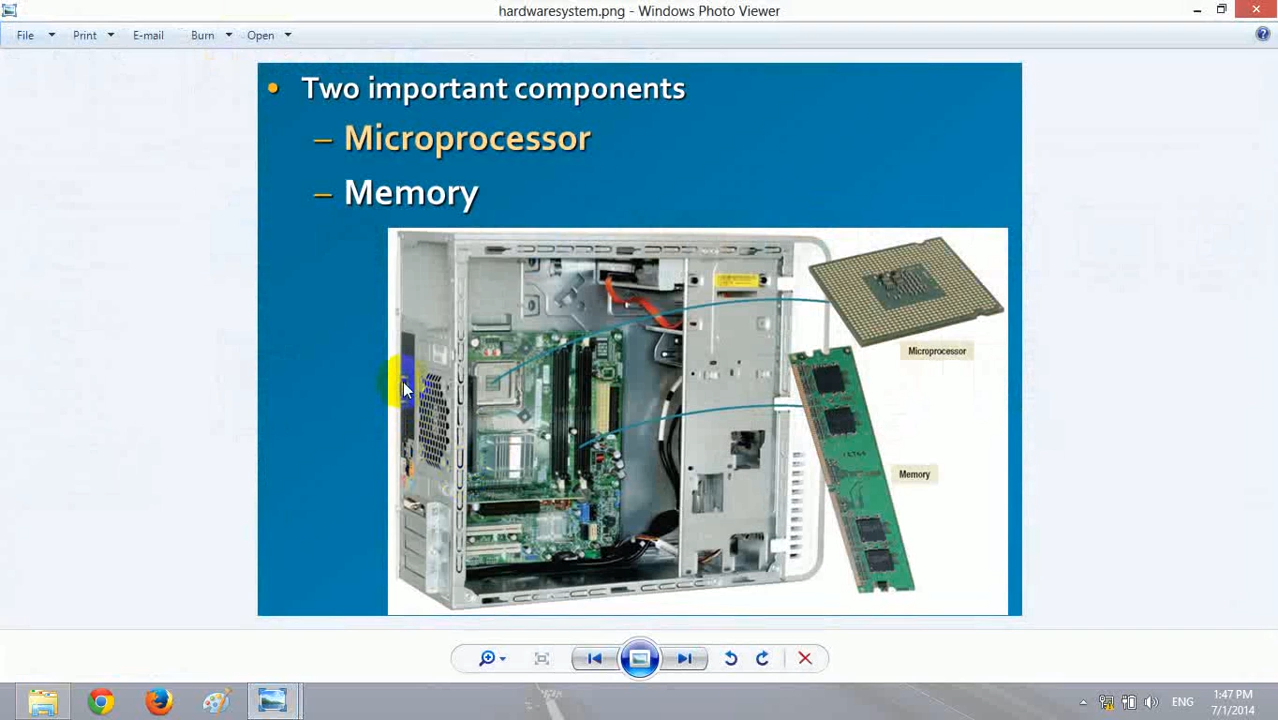 hardwaresystem.png - Windows Photo Viewer
File Print E-mail Burn Open
• Two important components
– Microprocessor
– Memory
Microprocessor
Memory
ENG
1:47 PM
7/1/2014